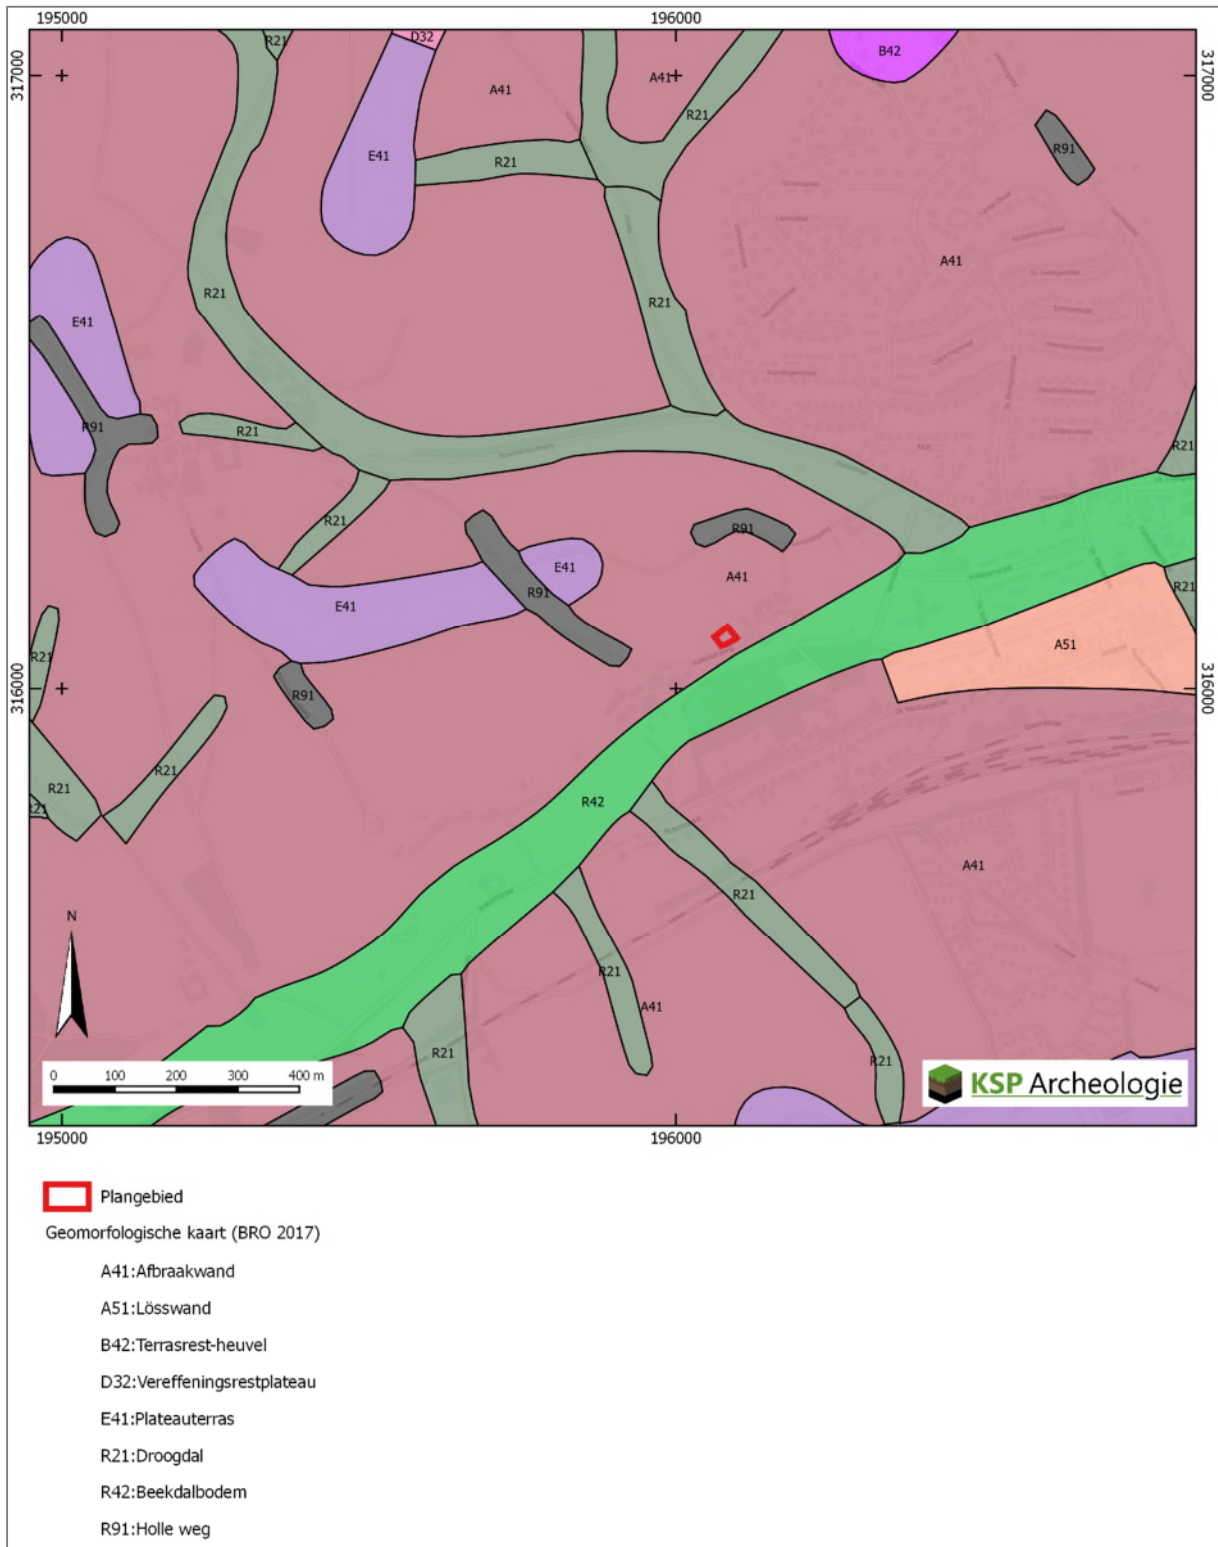 195000 196000
317000 317000
R21 D32 B42
A41 A41
R21
E41 R21 R91
A41
R21 R21
E41
R91 R21 R21
R21 R91
E41 A41 R21
R91
E41
R21 A51
R91
316000 316000
R21 R21
R21 R42
A41
R21
N
R21 A41
R21 R21
0 100 200 300 400 m
KSP Archeologie
195000 196000
Plangebied
Geomorfologische kaart (BRO 2017)
A41:Afbraakwand
A51:Lösswand
B42:Terrasrest-heuvel
D32:Vereffeningsrestplateau
E41:Plateauterras
R21:Droogdal
R42:Beekdalbodem
R91:Holle weg